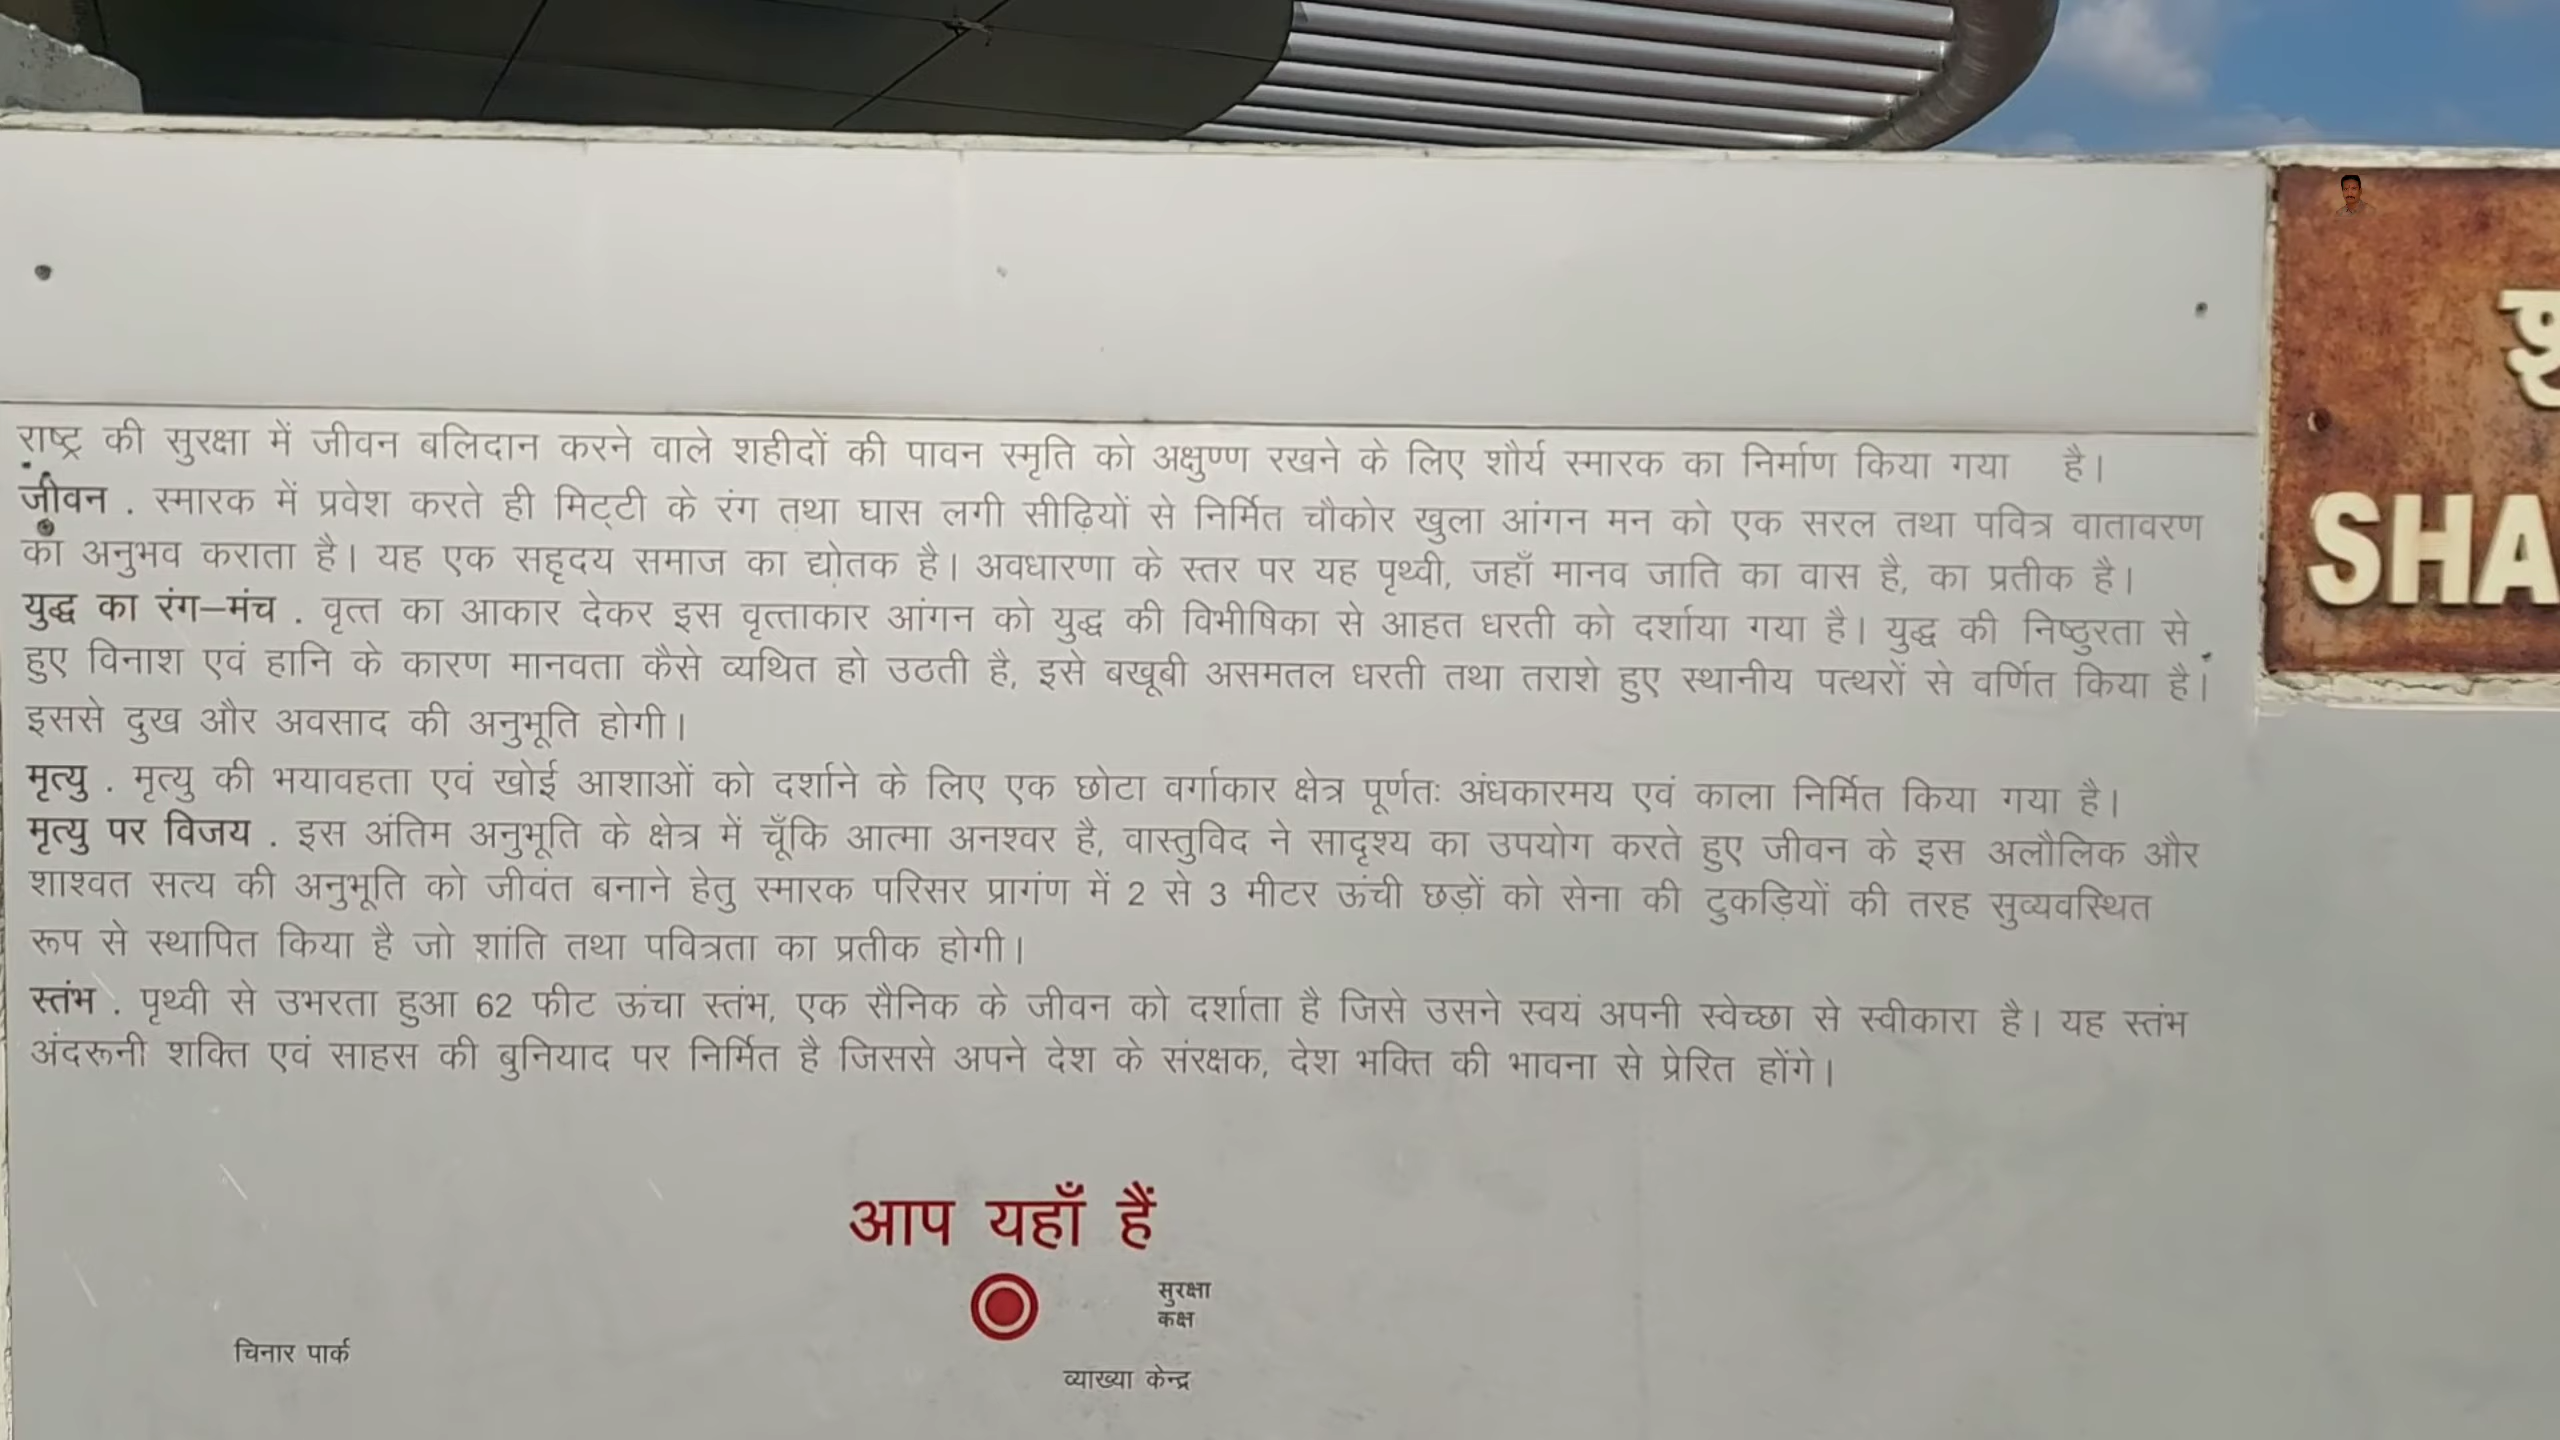 राष्ट्र की सुरक्षा में जीवन बलिदान करने वाले शहीदों की पावन स्मृति को अक्षुण्ण रखने के लिए शौर्य स्मारक का निर्माण किया गया है।
जीवन . स्मारक में प्रवेश करते ही मिट्टी के रंग तथा घास लगी सीढ़ियों से निर्मित चौकोर खुला आंगन मन को एक सरल तथा पवित्र वातावरण
का अनुभव कराता है। यह एक सहृदय समाज का द्योतक है। अवधारणा के स्तर पर यह पृथ्वी, जहाँ मानव जाति का वास है, का प्रतीक है।
युद्ध का रंग–मंच . वृत्त का आकार देकर इस वृत्ताकार आंगन को युद्ध की विभीषिका से आहत धरती को दर्शाया गया है। युद्ध की निष्ठुरता से
हुए विनाश एवं हानि के कारण मानवता कैसे व्यथित हो उठती है, इसे बखूबी असमतल धरती तथा तराशे हुए स्थानीय पत्थरों से वर्णित किया है।
इससे दुख और अवसाद की अनुभूति होगी।
मृत्यु . मृत्यु की भयावहता एवं खोई आशाओं को दर्शाने के लिए एक छोटा वर्गाकार क्षेत्र पूर्णतः अंधकारमय एवं काला निर्मित किया गया है।
मृत्यु पर विजय . इस अंतिम अनुभूति के क्षेत्र में चूँकि आत्मा अनश्वर है, वास्तुविद ने सादृश्य का उपयोग करते हुए जीवन के इस अलौलिक और
शाश्वत सत्य की अनुभूति को जीवंत बनाने हेतु स्मारक परिसर प्रागंण में 2 से 3 मीटर ऊंची छड़ों को सेना की टुकड़ियों की तरह सुव्यवस्थित
रूप से स्थापित किया है जो शांति तथा पवित्रता का प्रतीक होगी।
स्तंभ . पृथ्वी से उभरता हुआ 62 फीट ऊंचा स्तंभ, एक सैनिक के जीवन को दर्शाता है जिसे उसने स्वयं अपनी स्वेच्छा से स्वीकारा है। यह स्तंभ
अंदरूनी शक्ति एवं साहस की बुनियाद पर निर्मित है जिससे अपने देश के संरक्षक, देश भक्ति की भावना से प्रेरित होंगे।
SHA
आप यहाँ हैं
सुरक्षा
कक्ष
चिनार पार्क
व्याख्या केन्द्र